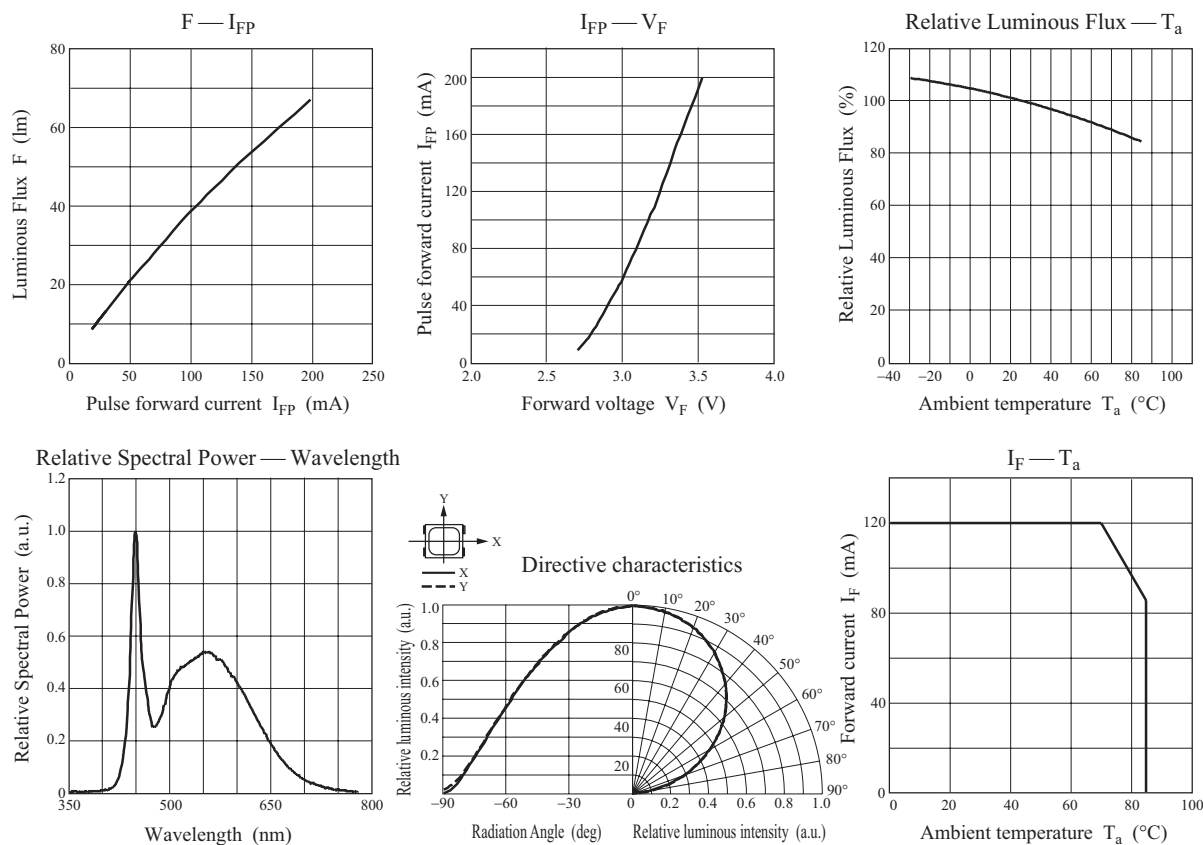 F — I_FP
80
60
40
20
0
0 50 100 150 200 250
Luminous Flux F (lm)
Pulse forward current I_FP (mA)
I_FP — V_F
200
160
120
80
40
0
2.0 2.5 3.0 3.5 4.0
Pulse forward current I_FP (mA)
Forward voltage V_F (V)
Relative Luminous Flux — T_a
120
100
80
60
40
120
0
−40 −20 0 20 40 60 80 100
Relative Luminous Flux (%)
Ambient temperature T_a (°C)
Relative Spectral Power — Wavelength
1.2
1.0
0.8
0.6
0.4
0.2
0
350 500 650 800
Relative Spectral Power (a.u.)
Wavelength (nm)
Y
X
X
Y
Directive characteristics
1.0
0.8
0.6
0.4
0.2
Relative luminous intensity (a.u.)
80
60
40
20
0° 10° 20° 30° 40° 50° 60° 70° 80° 90°
−90 −60 −30 0 0.2 0.4 0.6 0.8 1.0
Radiation Angle (deg) Relative luminous intensity (a.u.)
I_F — T_a
120
80
40
0
0 20 40 60 80 100
Forward current I_F (mA)
Ambient temperature T_a (°C)